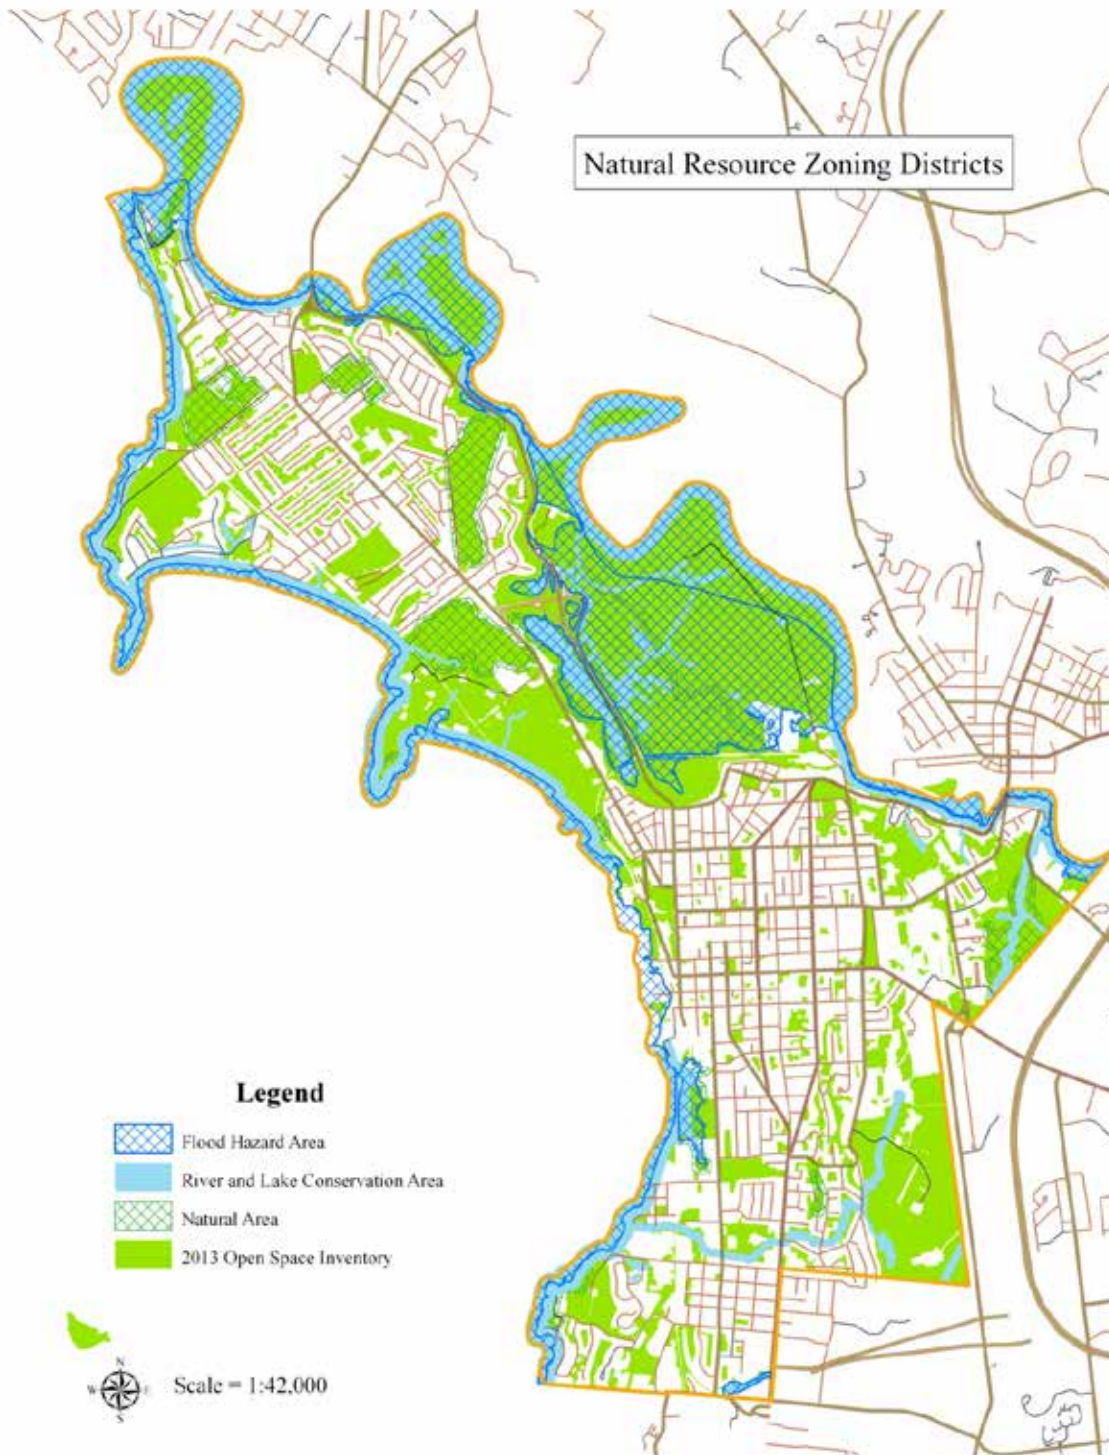 Natural Resource Zoning Districts
Legend
Flood Hazard Area
River and Lake Conservation Area
Natural Area
2013 Open Space Inventory
N
W E
S
Scale = 1:42,000